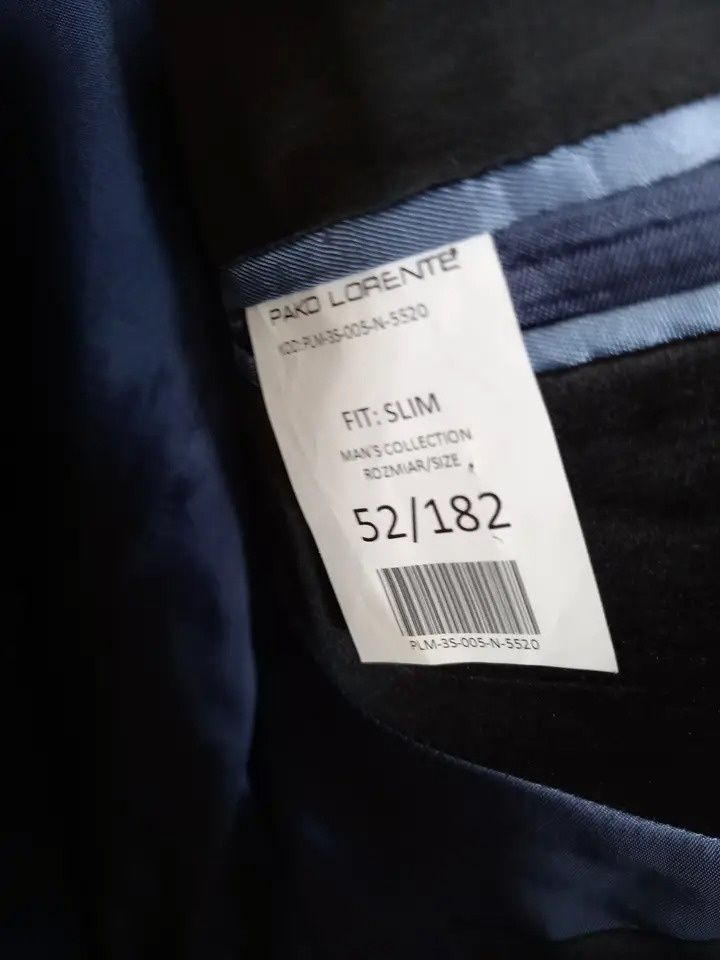 PAKO LORENTE
KOD: PLM-3S-005-N-5520
FIT: SLIM
MAN'S COLLECTION
ROZMIAR/SIZE
52/182
PLM-3S-005-N-5520